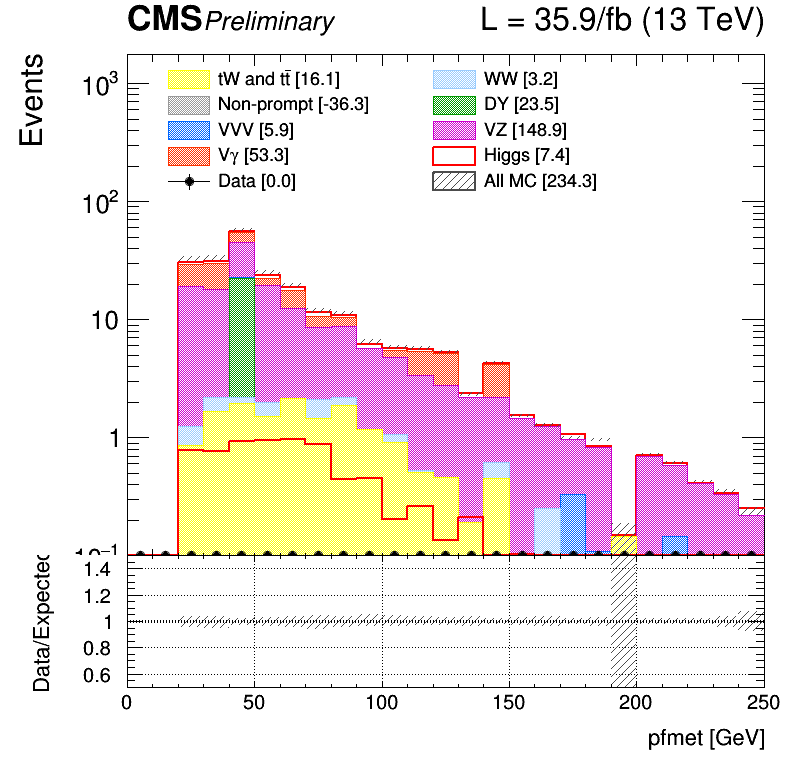 CMS Preliminary L = 35.9/fb (13 TeV)
Events
tW and tt̄ [16.1] WW [3.2]
Non-prompt [-36.3] DY [23.5]
VVV [5.9] VZ [148.9]
Vγ [53.3] Higgs [7.4]
Data [0.0] All MC [234.3]
10³
10²
10
1
10⁻¹
Data/Expected
1.4
1.2
1
0.8
0.6
0 50 100 150 200 250
pfmet [GeV]